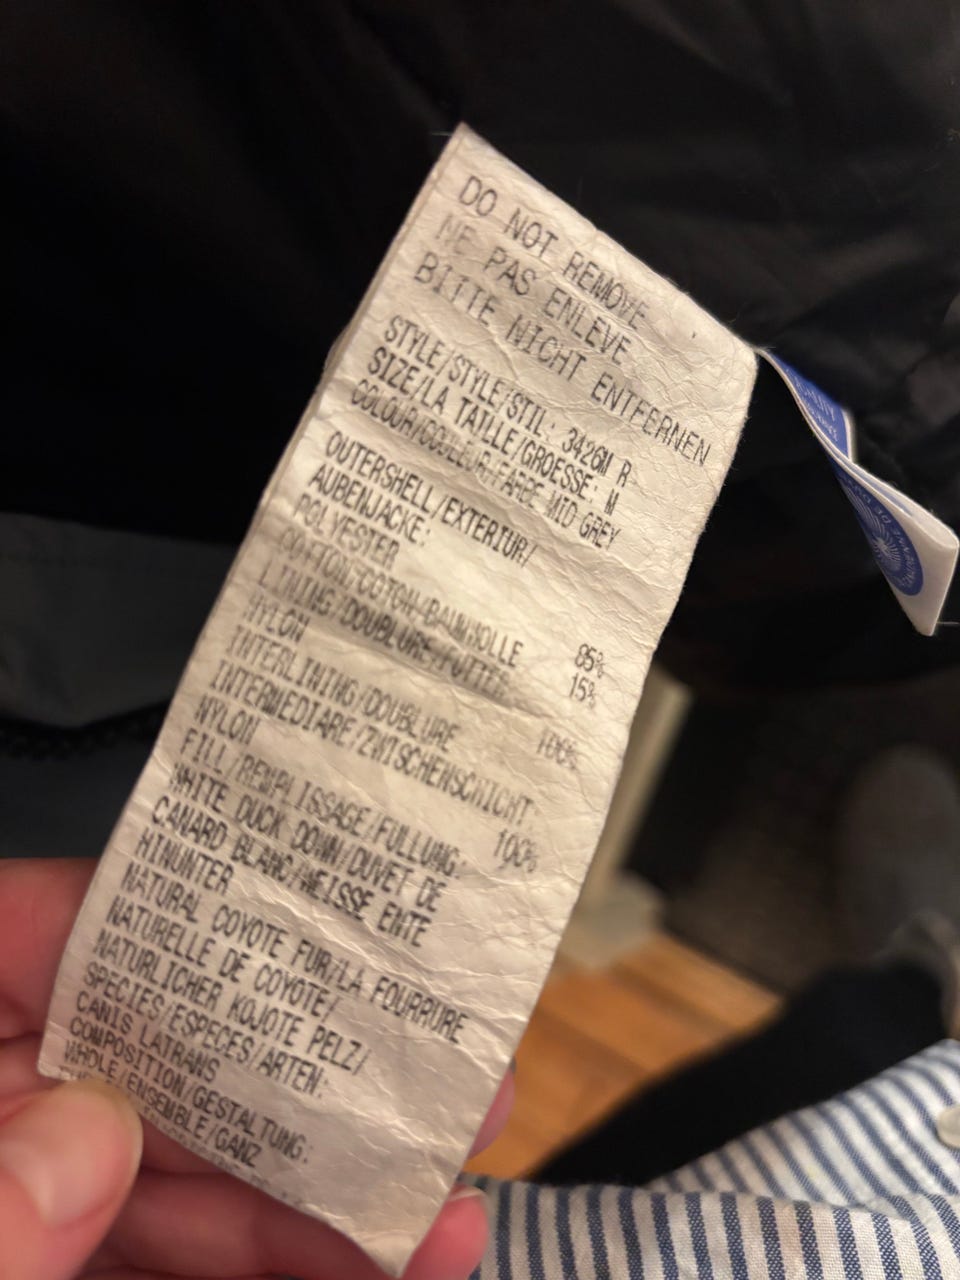 DO NOT REMOVE
NE PAS ENLEVE
BITTE NICHT ENTFERNEN
STYLE/STYLE/STIL: 3426M R
SIZE/LA TAILLE/GROESSE: M
COLOUR/COULEUR/FARBE MID GREY
OUTERSHELL/EXTERIUR/
AUBENJACKE:
POLYESTER 85%
COTTON/COTON/BAUMWOLLE 15%
LINING/DOUBLURE/FUTTER
NYLON 100%
INTERLINING/DOUBLURE
INTERMEDIARE/ZWISCHENSCHICHT:
NYLON 100%
FILL/REMPLISSAGE/FULLUNG:
WHITE DUCK DOWN/DUVET DE
CANARD BLANC/WEISSE ENTE
HINUNTER
NATURAL COYOTE FUR/LA FOURRURE
NATURELLE DE COYOTE/
NATURLICHER KOJOTE PELZ/
SPECIES/ESPECES/ARTEN:
CANIS LATRANS
COMPOSITION/GESTALTUNG:
WHOLE/ENSEMBLE/GANZ